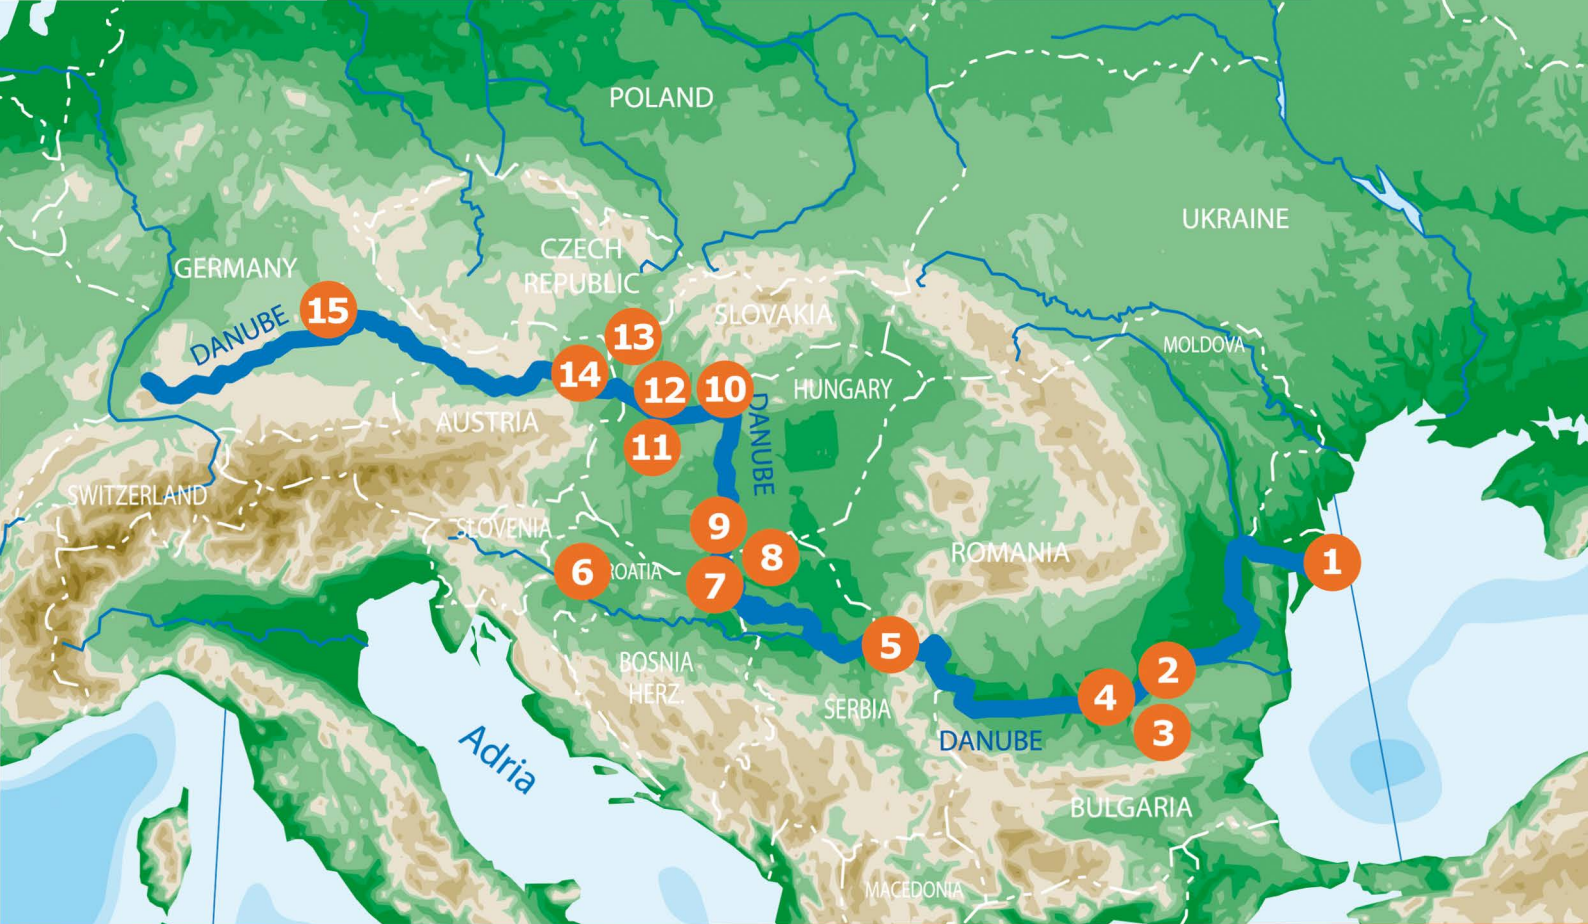 POLAND
UKRAINE
CZECH
REPUBLIC
GERMANY
DANUBE
15
SLOVAKIA
13
MOLDOVA
14
12
10
HUNGARY
AUSTRIA
DANUBE
11
SWITZERLAND
SLOVENIA
9
8
ROMANIA
1
6
ROATIA
7
5
BOSNIA
HERZ.
2
4
SERBIA
3
DANUBE
Adria
BULGARIA
MACEDONIA